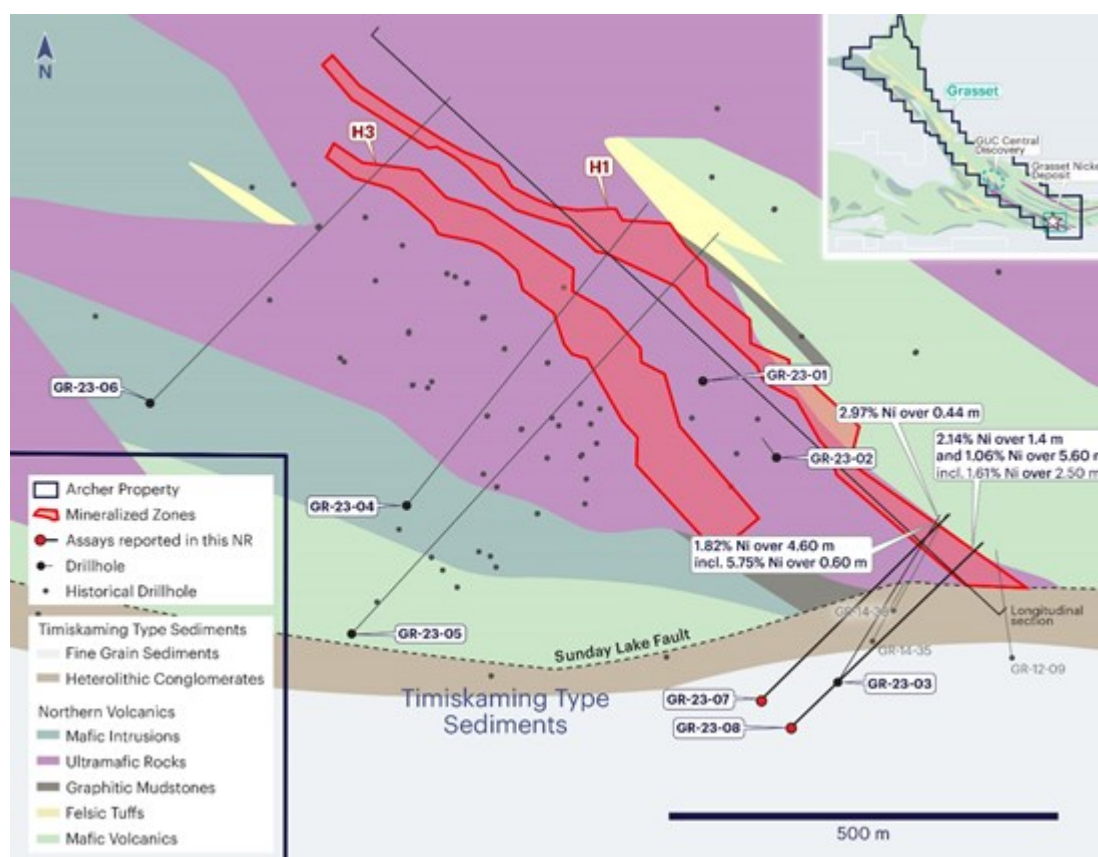 N
H3
H1
Grasset
GUC Central
Discovery
Grasset Nickel
Deposit
GR-23-06
GR-23-01
2.97% Ni over 0.44 m
2.14% Ni over 1.4 m
and 1.06% Ni over 5.60 m
incl. 1.61% Ni over 2.50 m
GR-23-02
GR-23-04
1.82% Ni over 4.60 m
incl. 5.75% Ni over 0.60 m
GR-23-05
Sunday Lake Fault
GR-14-36
Longitudinal
section
GR-14-35
GR-12-09
GR-23-03
GR-23-07
GR-23-08
Timiskaming Type
Sediments
500 m
Archer Property
Mineralized Zones
Assays reported in this NR
Drillhole
Historical Drillhole
Timiskaming Type Sediments
Fine Grain Sediments
Heterolithic Conglomerates
Northern Volcanics
Mafic Intrusions
Ultramafic Rocks
Graphitic Mudstones
Felsic Tuffs
Mafic Volcanics